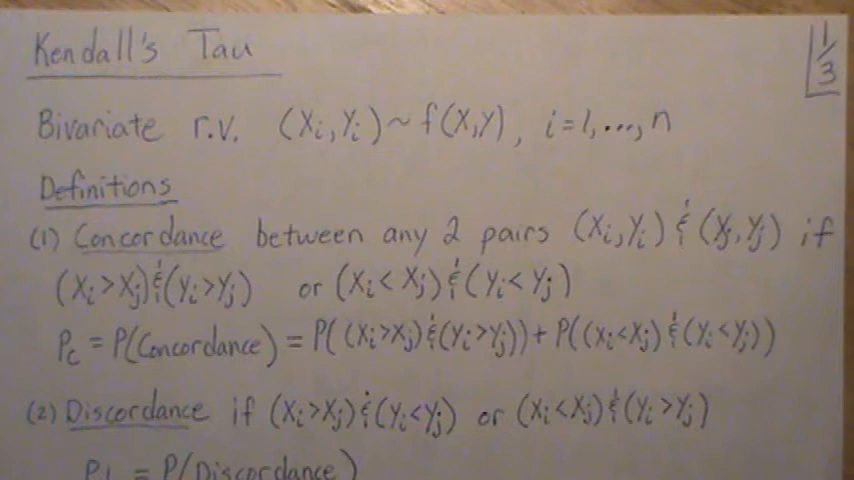 Kendall's Tau
1/3
Bivariate r.v. (Xi, Yi) ~ f(X,Y), i=1,...,n
Definitions
(1) Concordance between any 2 pairs (Xi,Yi) & (Xj,Yj) if
(Xi>Xj)&(Yi>Yj) or (Xi<Xj)&(Yi<Yj)
Pc = P(Concordance) = P((Xi>Xj)&(Yi>Yj)) + P((Xi<Xj)&(Yi<Yj))
(2) Discordance if (Xi>Xj)&(Yi<Yj) or (Xi<Xj)&(Yi>Yj)
Pd = P(Discordance)